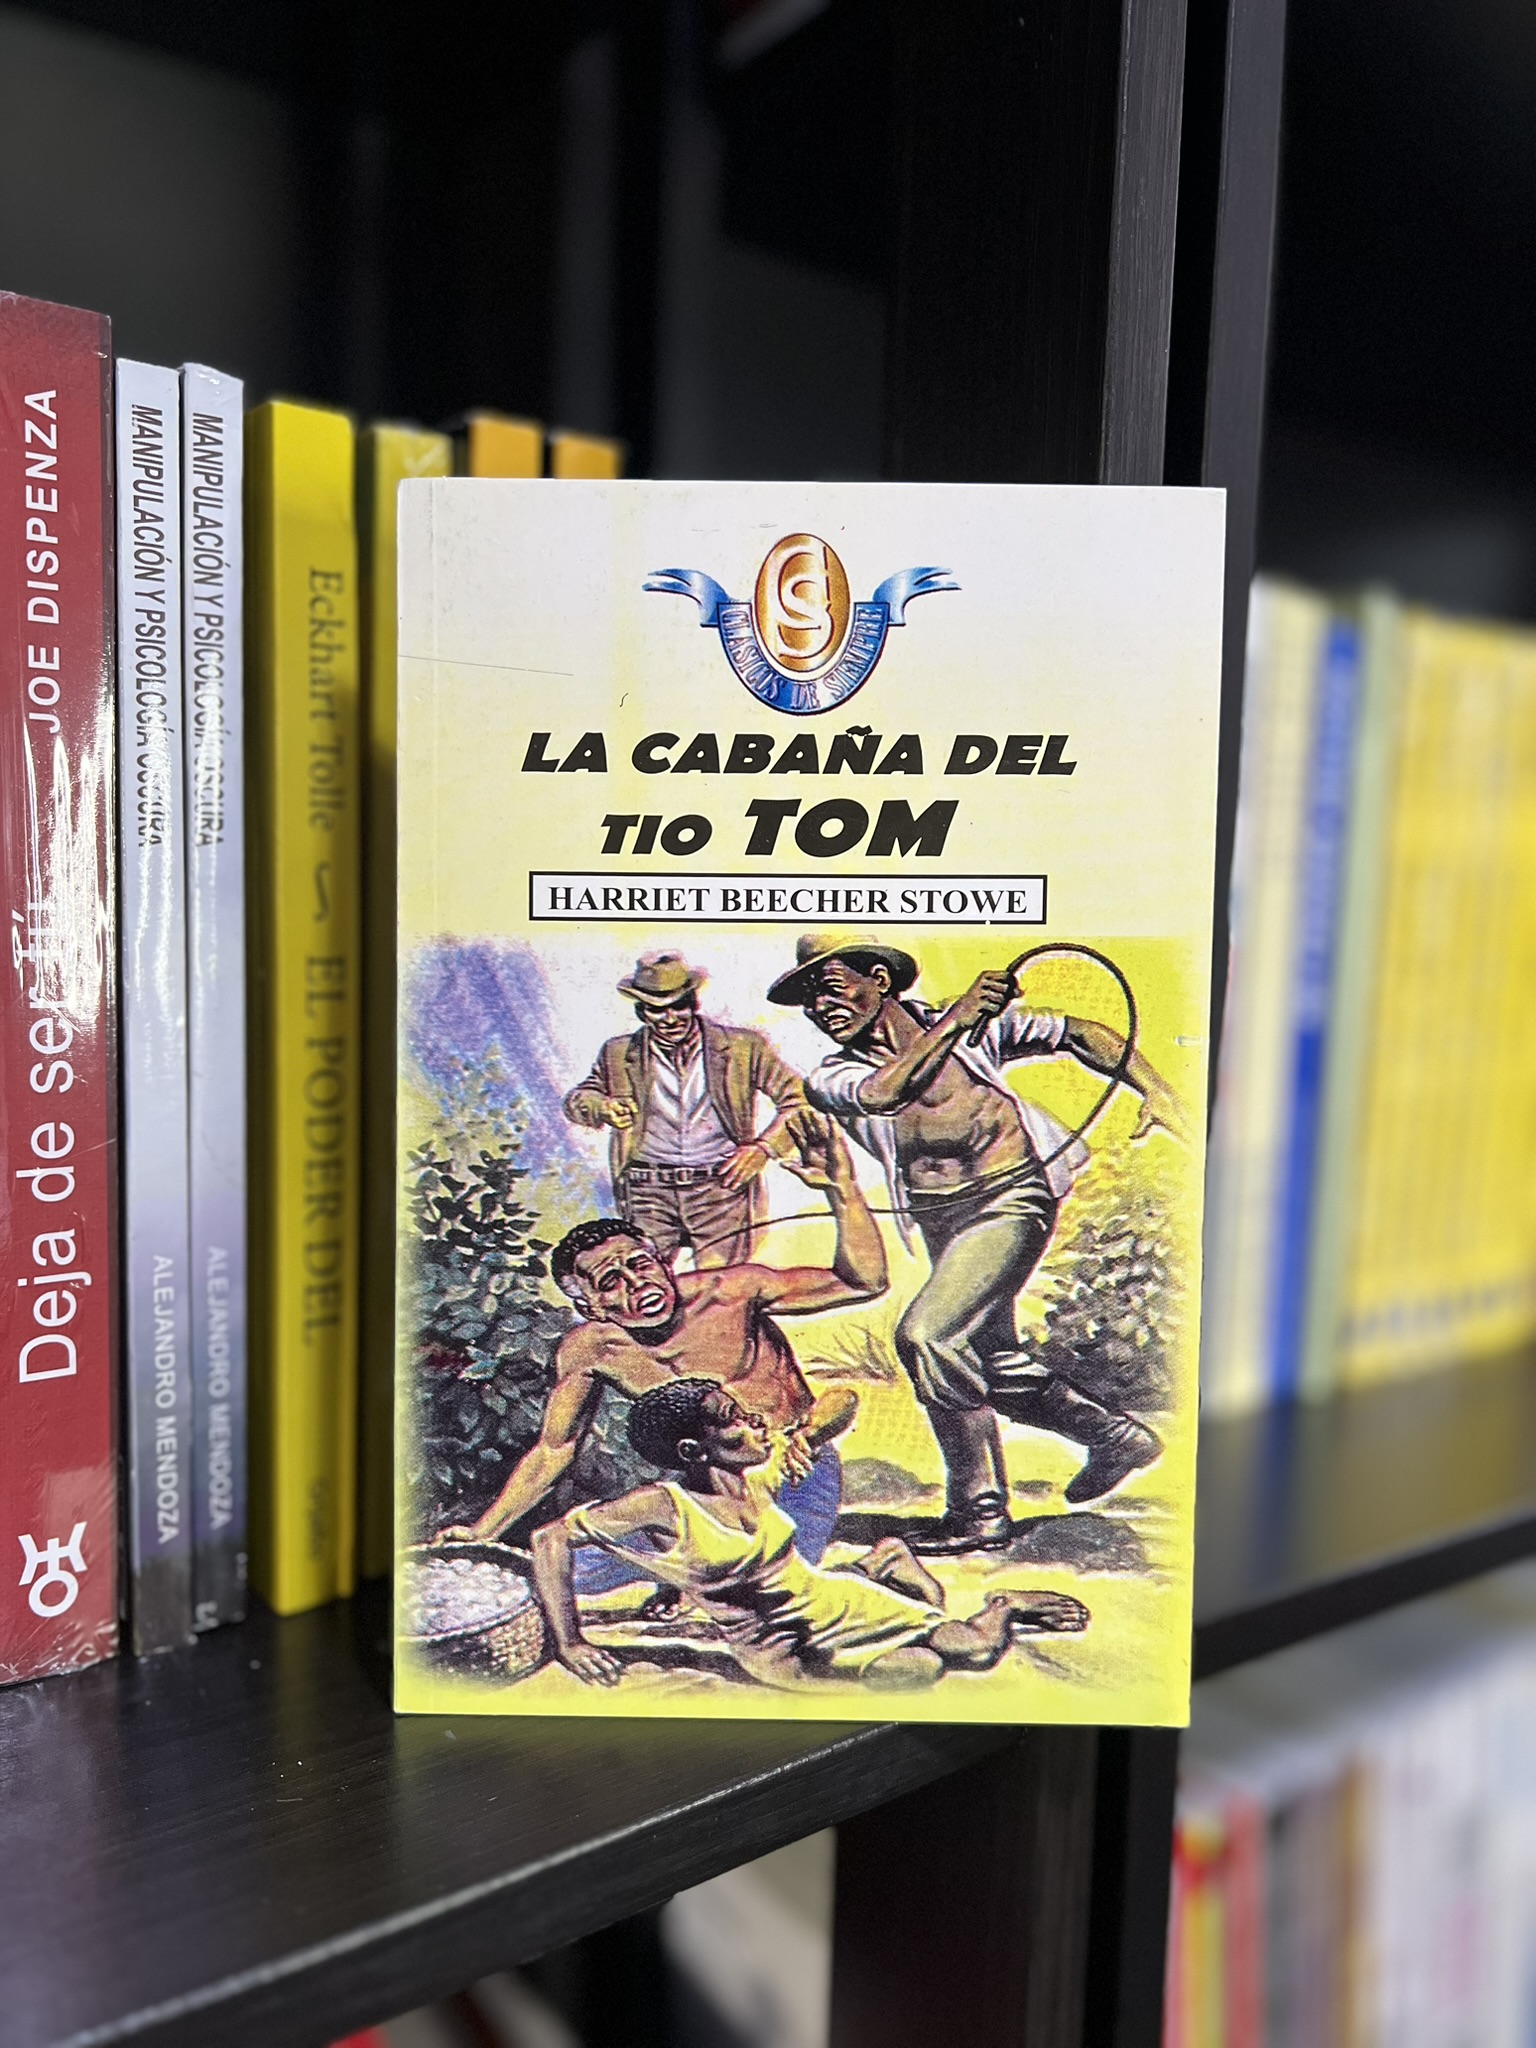 Deja de ser Tú
JOE DISPENZA
MANIPULACIÓN Y PSICOLOGÍA OSCURA
ALEJANDRO MENDOZA
MANIPULACIÓN Y PSICOLOGÍA OSCURA
ALEJANDRO MENDOZA
Eckhart Tolle EL PODER DEL
CLASICOS DE SIEMPRE
LA CABAÑA DEL
TIO TOM
HARRIET BEECHER STOWE